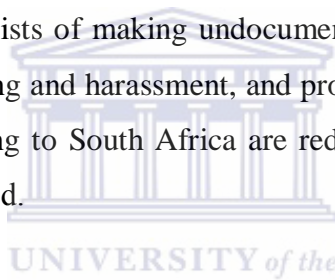 ists of making undocumen
ng and harassment, and pro
ng to South Africa are red
d.
UNIVERSITY of the